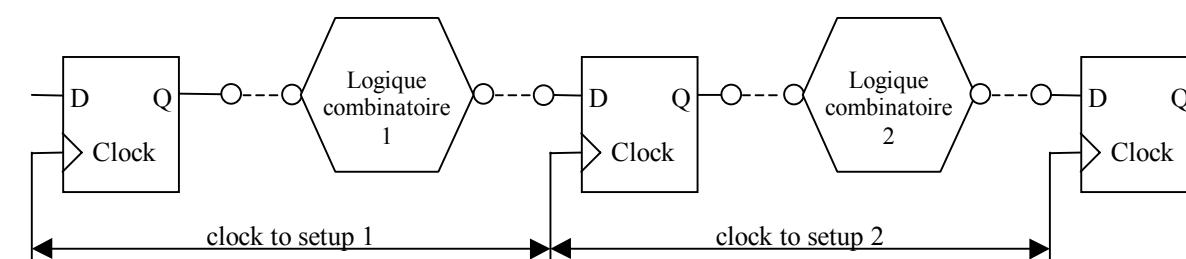 D Q
Clock
Logique
combinatoire
1
D Q
Clock
Logique
combinatoire
2
D Q
Clock
clock to setup 1
clock to setup 2